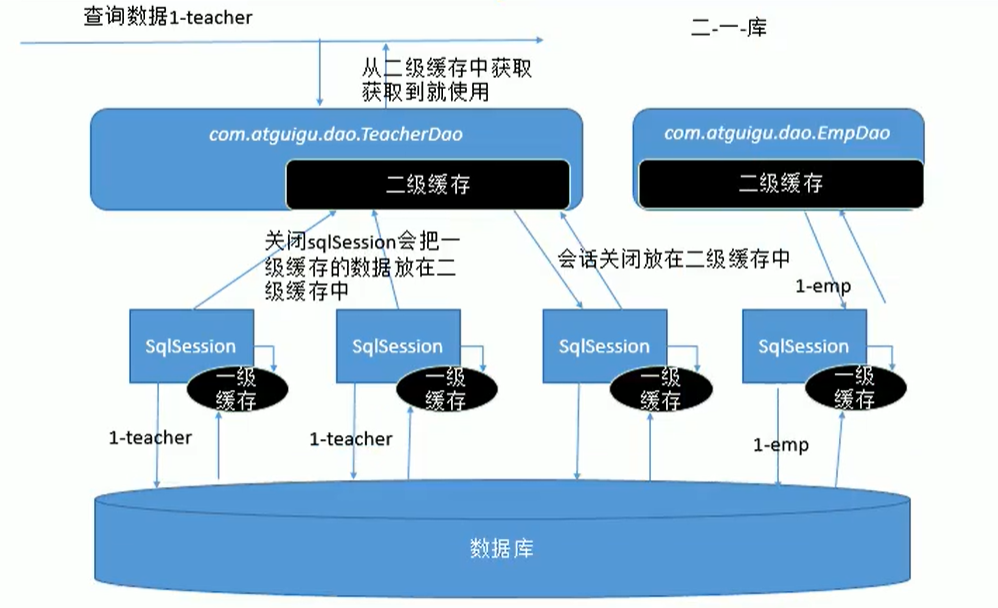 查询数据1-teacher
二-一-库
从二级缓存中获取
获取到就使用
com.atguigu.dao.TeacherDao
com.atguigu.dao.EmpDao
二级缓存
二级缓存
关闭sqlSession会把一
级缓存的数据放在二
级缓存中
会话关闭放在二级缓存中
1-emp
SqlSession
SqlSession
SqlSession
SqlSession
一级
缓存
一级
缓存
一级
缓存
一级
缓存
1-teacher
1-teacher
1-emp
数据库